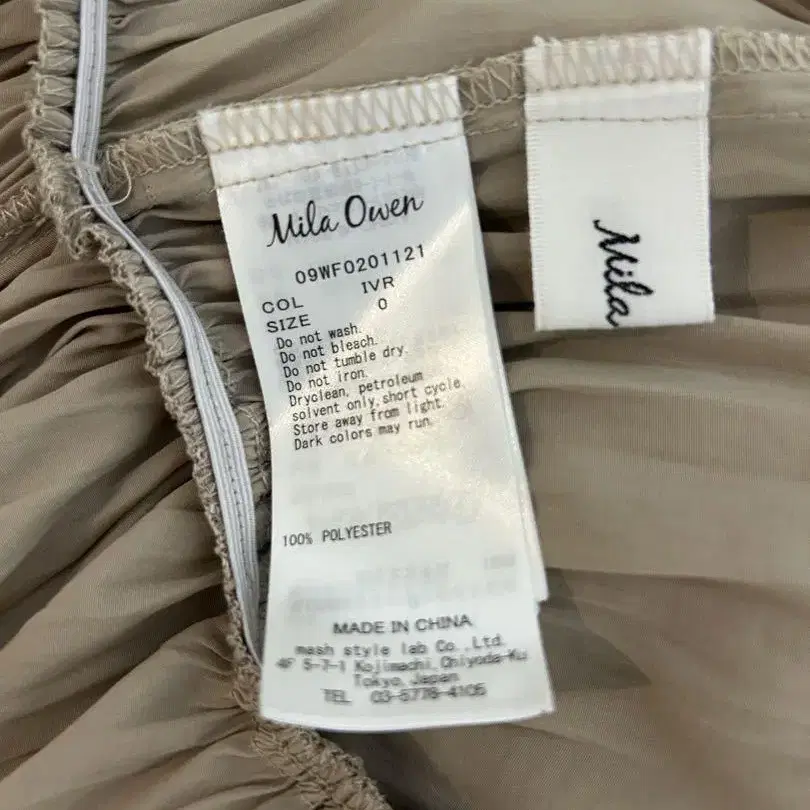 Mila Owen
09WF0201121
COL IVR
SIZE 0
Do not wash.
Do not bleach.
Do not tumble dry.
Do not iron.
Dryclean, petroleum
solvent only, short cycle.
Store away from light.
Dark colors may run.
100% POLYESTER
MADE IN CHINA
mash style lab Co.,Ltd.
4F 5-7-1 Kojimachi, Chiyoda-Ku
Tokyo, Japan
TEL 03-5778-4105
Mila